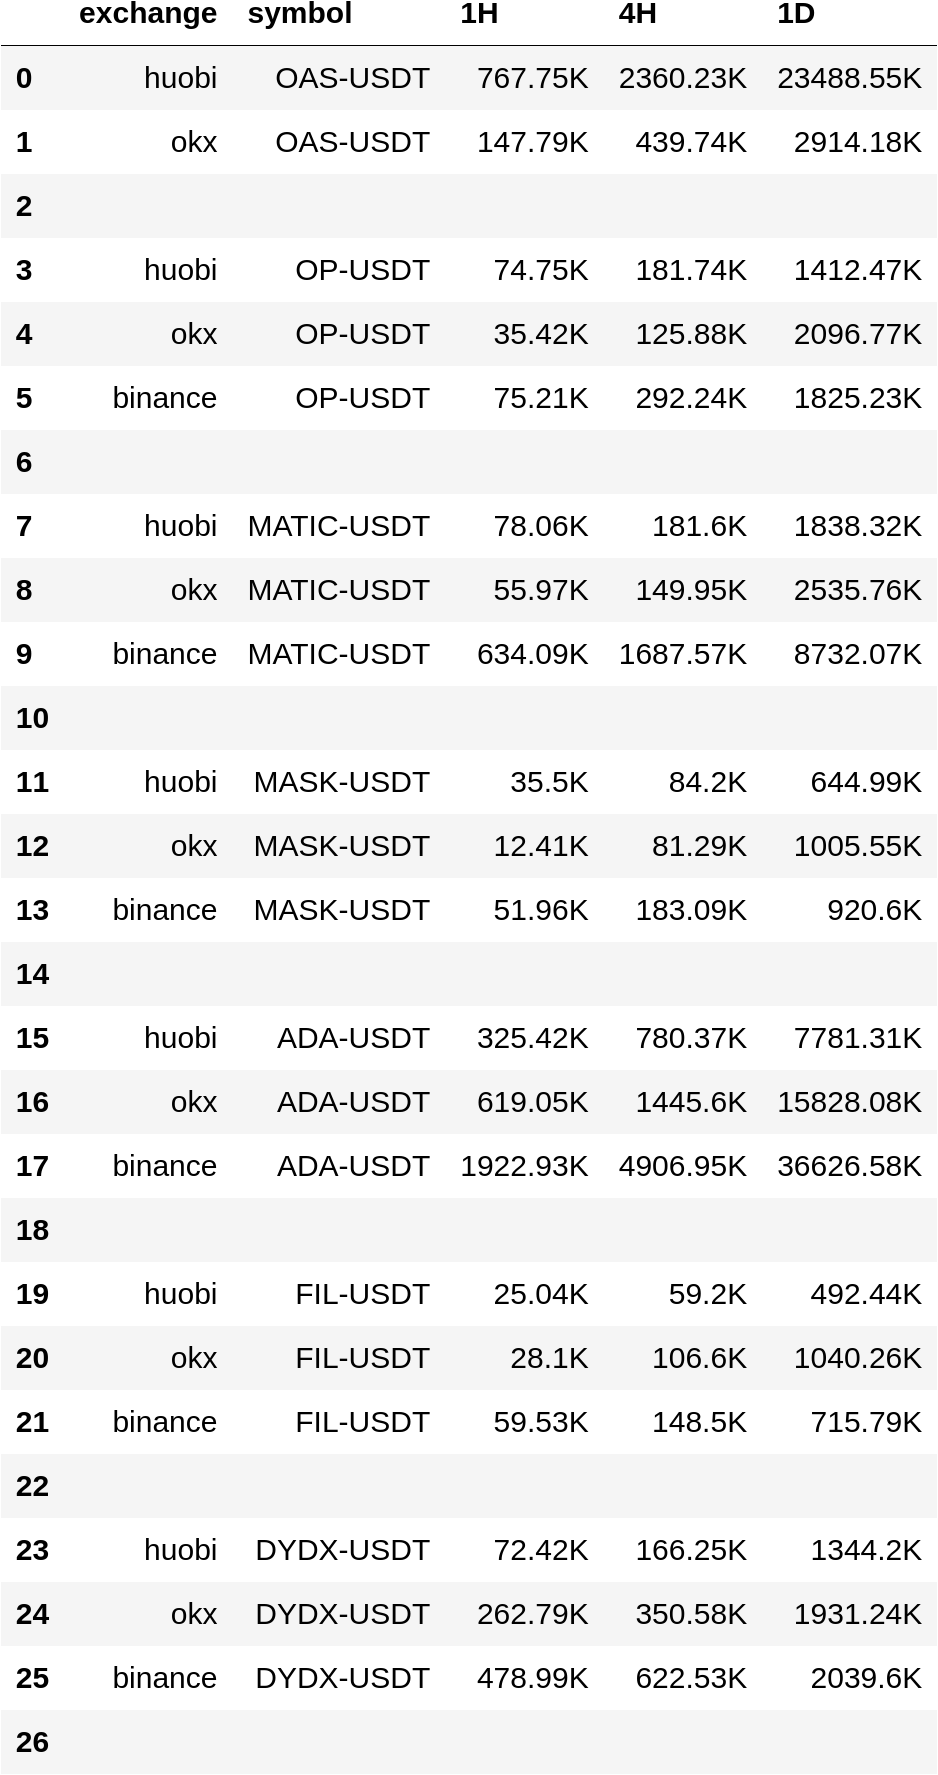 exchange symbol 1H 4H 1D
0 huobi OAS-USDT 767.75K 2360.23K 23488.55K
1 okx OAS-USDT 147.79K 439.74K 2914.18K
2
3 huobi OP-USDT 74.75K 181.74K 1412.47K
4 okx OP-USDT 35.42K 125.88K 2096.77K
5 binance OP-USDT 75.21K 292.24K 1825.23K
6
7 huobi MATIC-USDT 78.06K 181.6K 1838.32K
8 okx MATIC-USDT 55.97K 149.95K 2535.76K
9 binance MATIC-USDT 634.09K 1687.57K 8732.07K
10
11 huobi MASK-USDT 35.5K 84.2K 644.99K
12 okx MASK-USDT 12.41K 81.29K 1005.55K
13 binance MASK-USDT 51.96K 183.09K 920.6K
14
15 huobi ADA-USDT 325.42K 780.37K 7781.31K
16 okx ADA-USDT 619.05K 1445.6K 15828.08K
17 binance ADA-USDT 1922.93K 4906.95K 36626.58K
18
19 huobi FIL-USDT 25.04K 59.2K 492.44K
20 okx FIL-USDT 28.1K 106.6K 1040.26K
21 binance FIL-USDT 59.53K 148.5K 715.79K
22
23 huobi DYDX-USDT 72.42K 166.25K 1344.2K
24 okx DYDX-USDT 262.79K 350.58K 1931.24K
25 binance DYDX-USDT 478.99K 622.53K 2039.6K
26